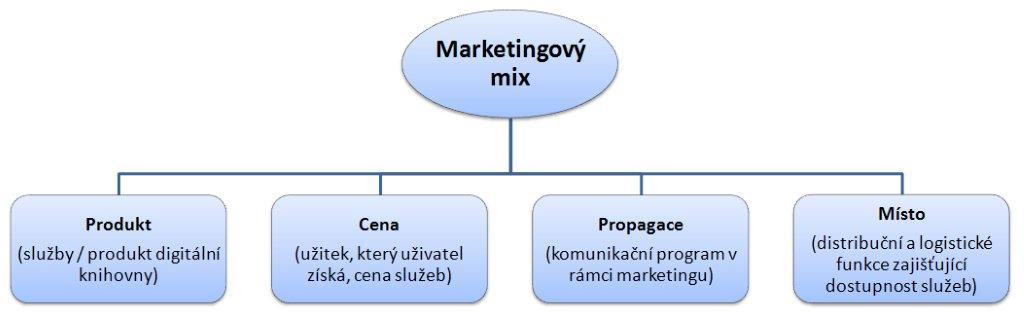 Marketingový
mix
Produkt
(služby / produkt digitální
knihovny)
Cena
(užitek, který uživatel
získá, cena služeb)
Propagace
(komunikační program v
rámci marketingu)
Místo
(distribuční a logistické
funkce zajišťující
dostupnost služeb)